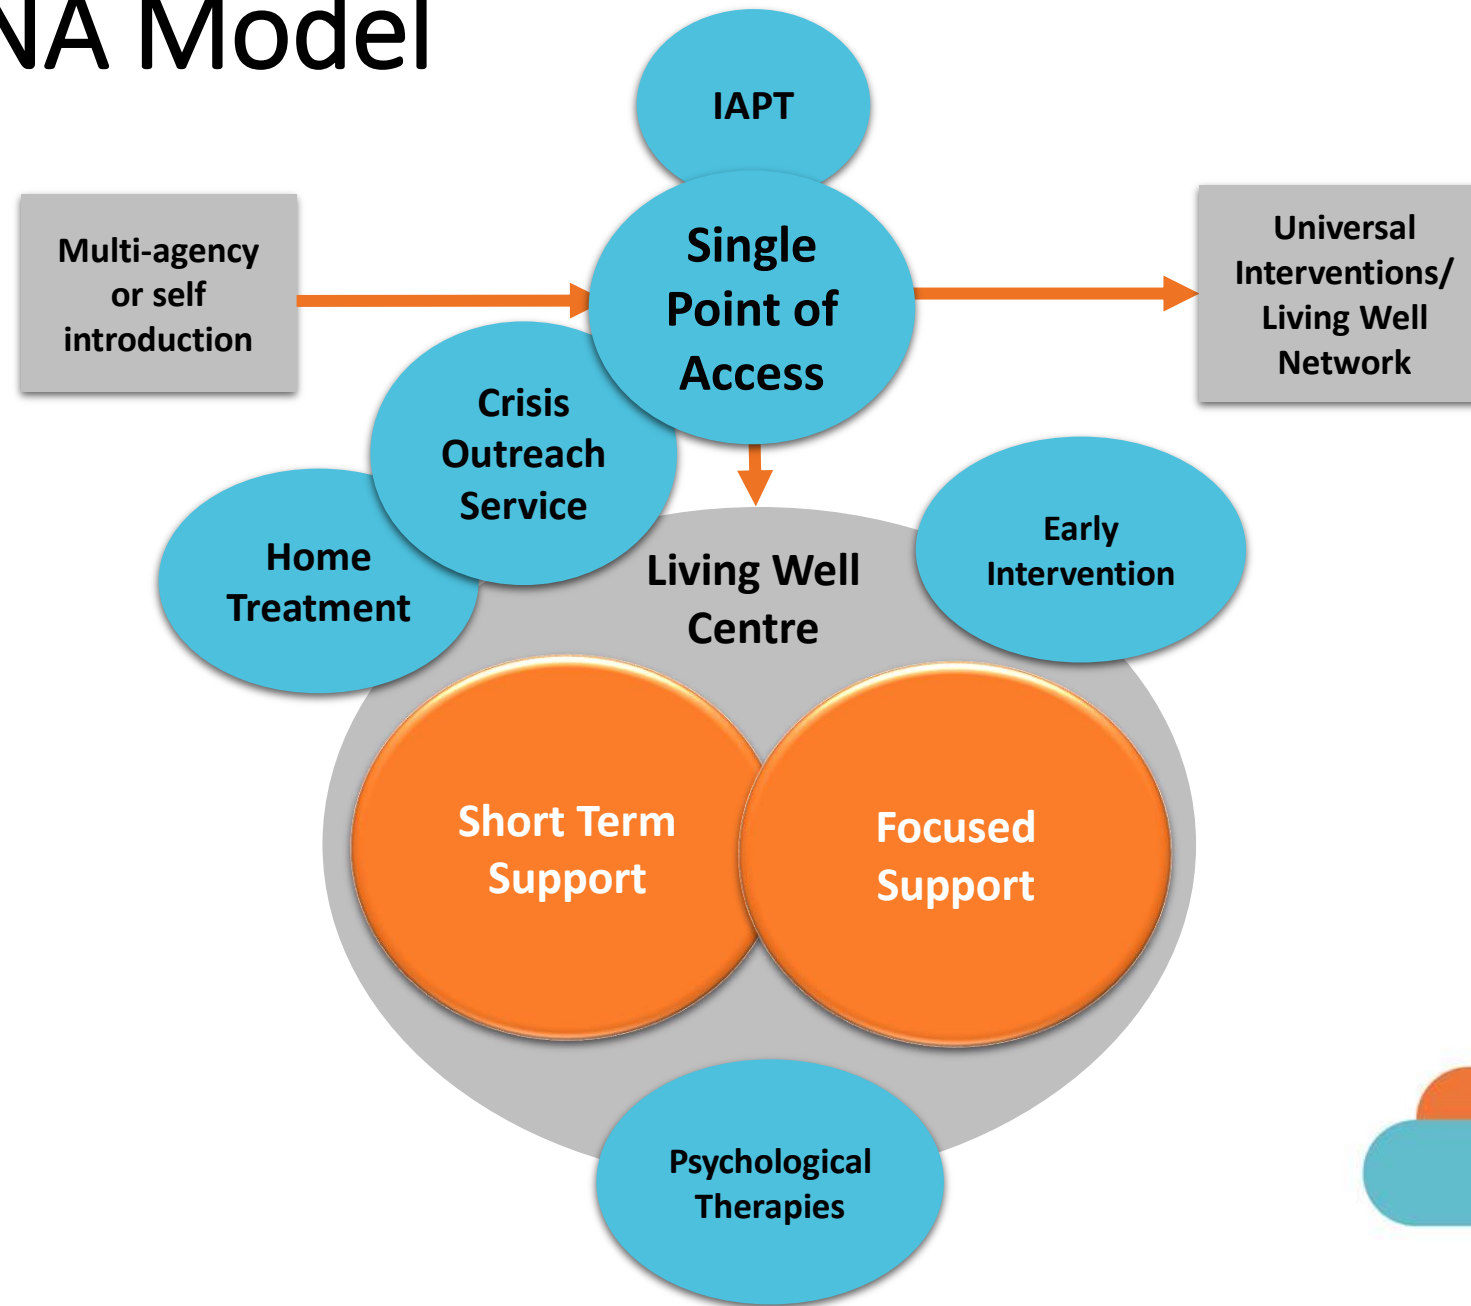 NA Model
IAPT
Single
Point of
Access
Multi-agency
or self
introduction
Universal
Interventions/
Living Well
Network
Crisis
Outreach
Service
Home
Treatment
Early
Intervention
Living Well
Centre
Short Term
Support
Focused
Support
Psychological
Therapies